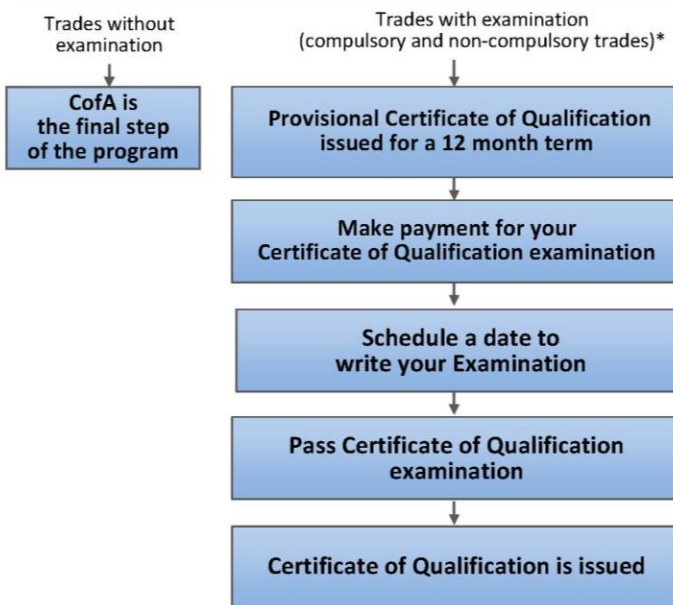 Trades without
examination
CofA is
the final step
of the program
Trades with examination
(compulsory and non-compulsory trades)*
Provisional Certificate of Qualification
issued for a 12 month term
Make payment for your
Certificate of Qualification examination
Schedule a date to
write your Examination
Pass Certificate of Qualification
examination
Certificate of Qualification is issued